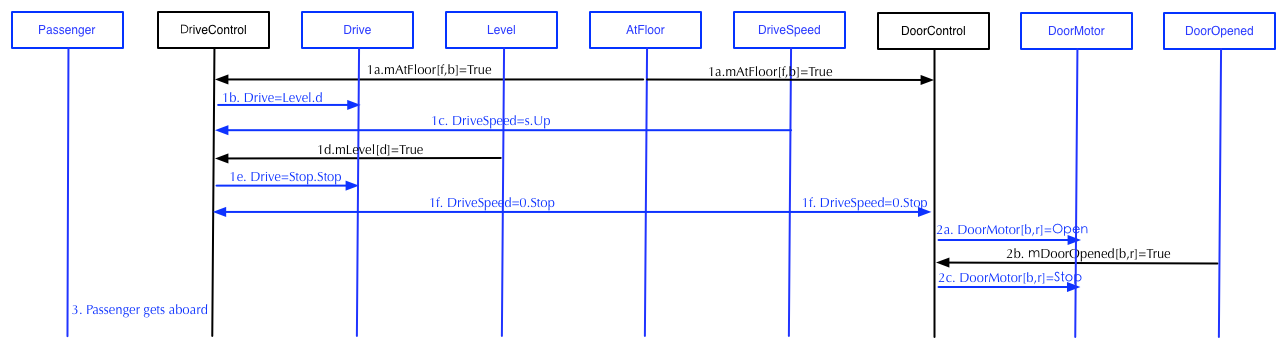 Passenger
DriveControl
Drive
Level
AtFloor
DriveSpeed
DoorControl
DoorMotor
DoorOpened
1a.mAtFloor[f,b]=True
1a.mAtFloor[f,b]=True
1b. Drive=Level.d
1c. DriveSpeed=s.Up
1d.mLevel[d]=True
1e. Drive=Stop.Stop
1f. DriveSpeed=0.Stop
1f. DriveSpeed=0.Stop
2a. DoorMotor[b,r]=Open
2b. mDoorOpened[b,r]=True
2c. DoorMotor[b,r]=Stop
3. Passenger gets aboard